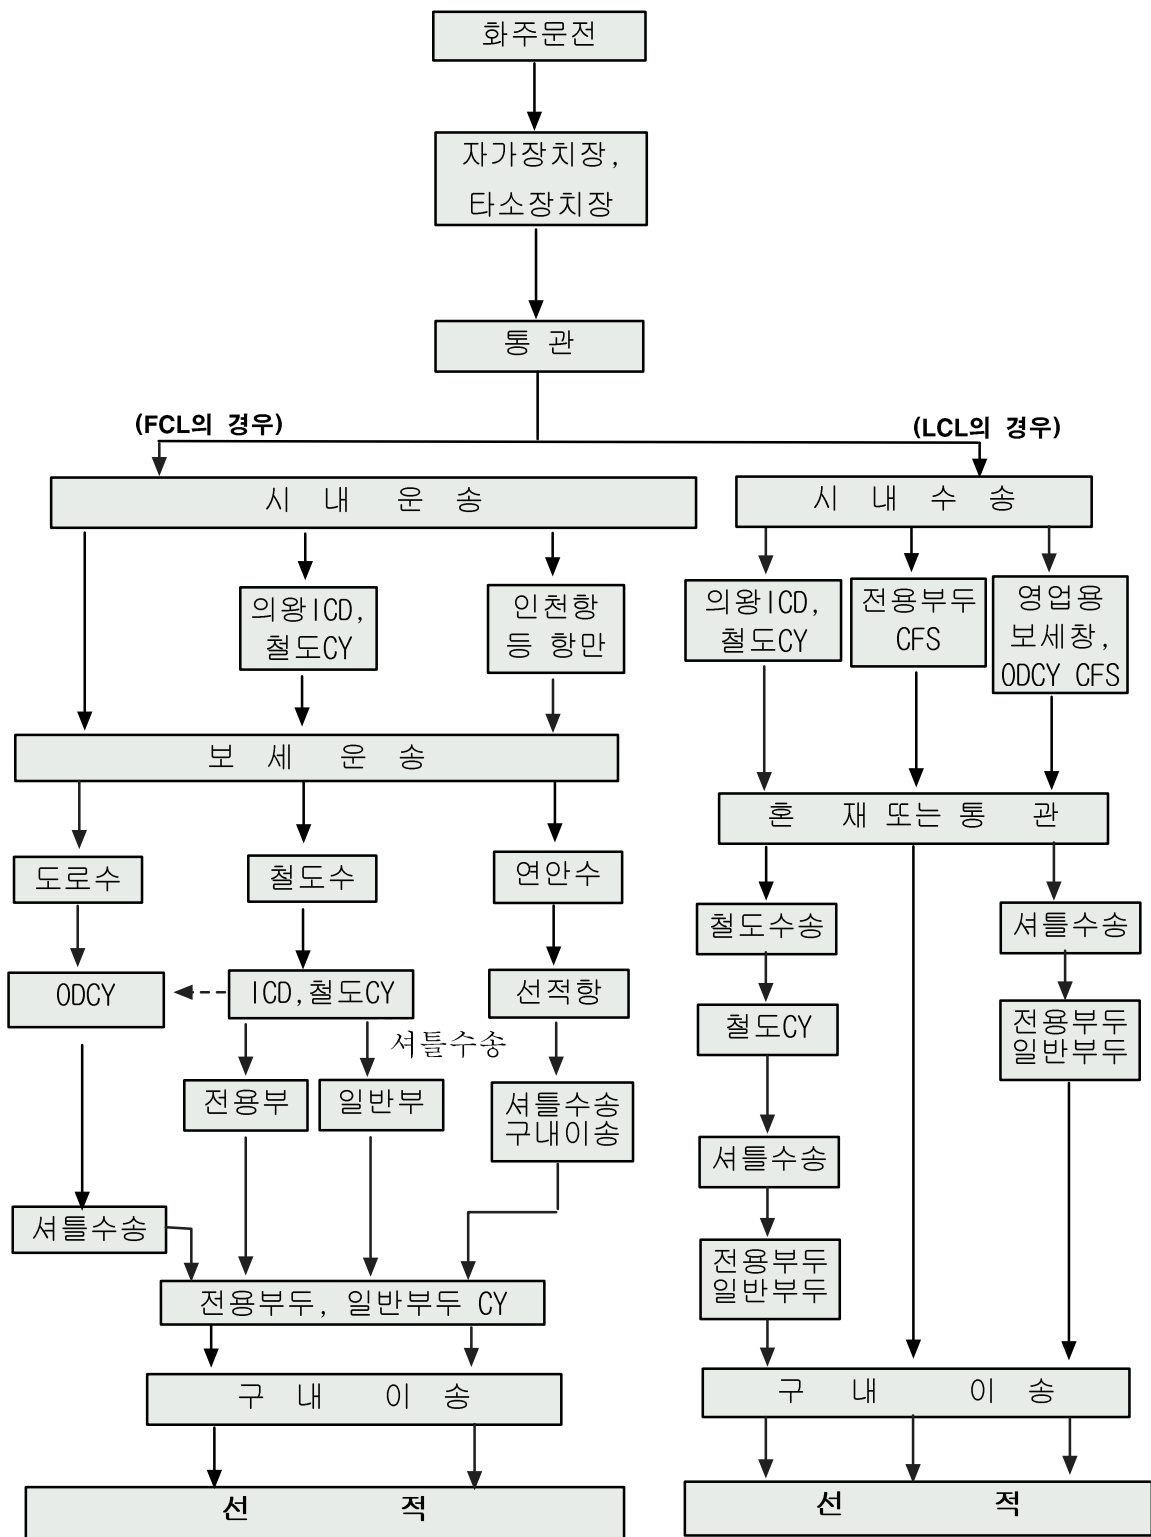 화주문전
자가장치장,
타소장치장
통 관
(FCL의 경우)
(LCL의 경우)
시 내 운 송
의왕ICD,
철도CY
인천항
등 항만
보 세 운 송
도로수
철도수
연안수
ODCY
ICD,철도CY
선적항
셔틀수송
전용부
일반부
셔틀수송
구내이송
셔틀수송
전용부두, 일반부두 CY
구 내 이 송
선 적
시 내 수 송
의왕ICD,
철도CY
전용부두
CFS
영업용
보세창,
ODCY CFS
혼 재 또는 통 관
철도수송
셔틀수송
철도CY
전용부두
일반부두
셔틀수송
전용부두
일반부두
구 내 이 송
선 적